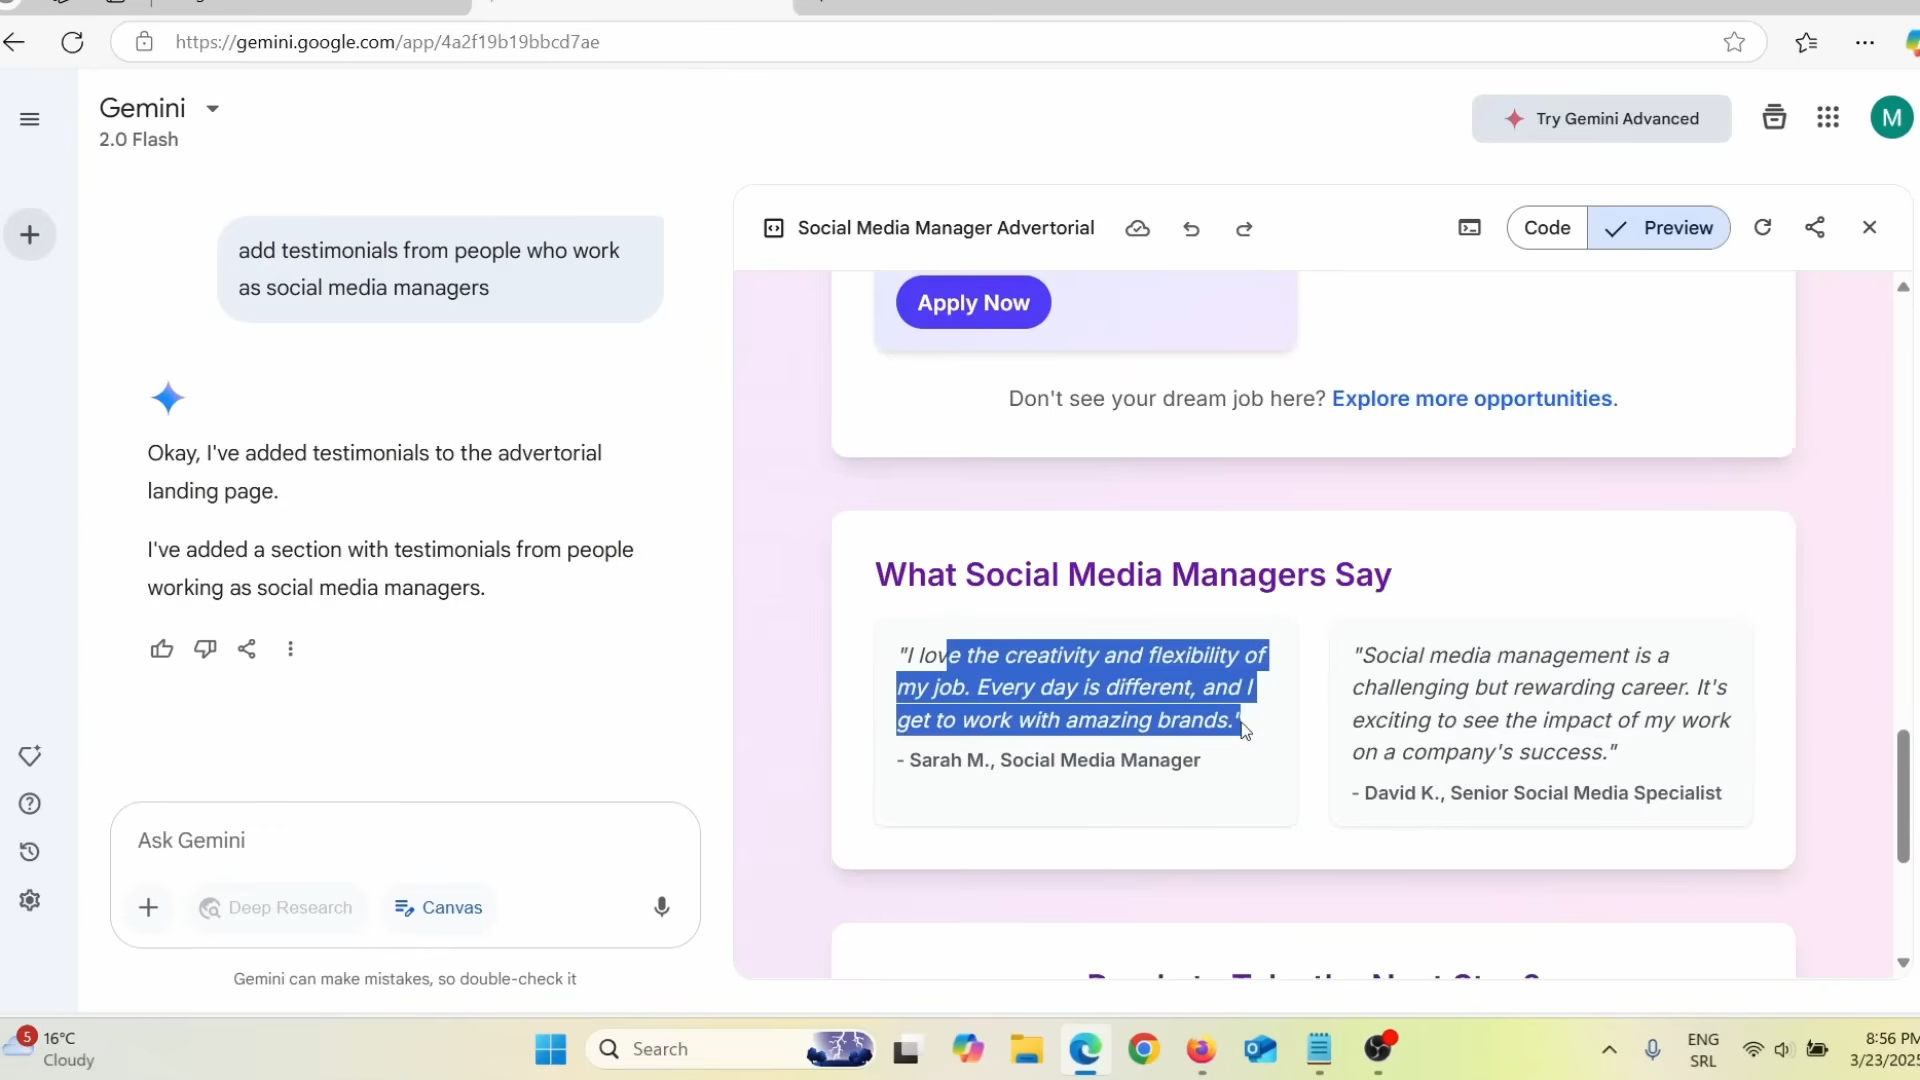 https://gemini.google.com/app/4a2f19b19bbcd7ae
Gemini
2.0 Flash
Try Gemini Advanced
M
add testimonials from people who work
as social media managers
Okay, I've added testimonials to the advertorial
landing page.
I've added a section with testimonials from people
working as social media managers.
Ask Gemini
Deep Research
Canvas
Gemini can make mistakes, so double-check it
Social Media Manager Advertorial
Code
Preview
Apply Now
Don't see your dream job here? Explore more opportunities.
What Social Media Managers Say
"I love the creativity and flexibility of
my job. Every day is different, and I
get to work with amazing brands."
- Sarah M., Social Media Manager
"Social media management is a
challenging but rewarding career. It's
exciting to see the impact of my work
on a company's success."
- David K., Senior Social Media Specialist
5
16°C
Cloudy
Search
ENG
SRL
8:56 PM
3/23/2025